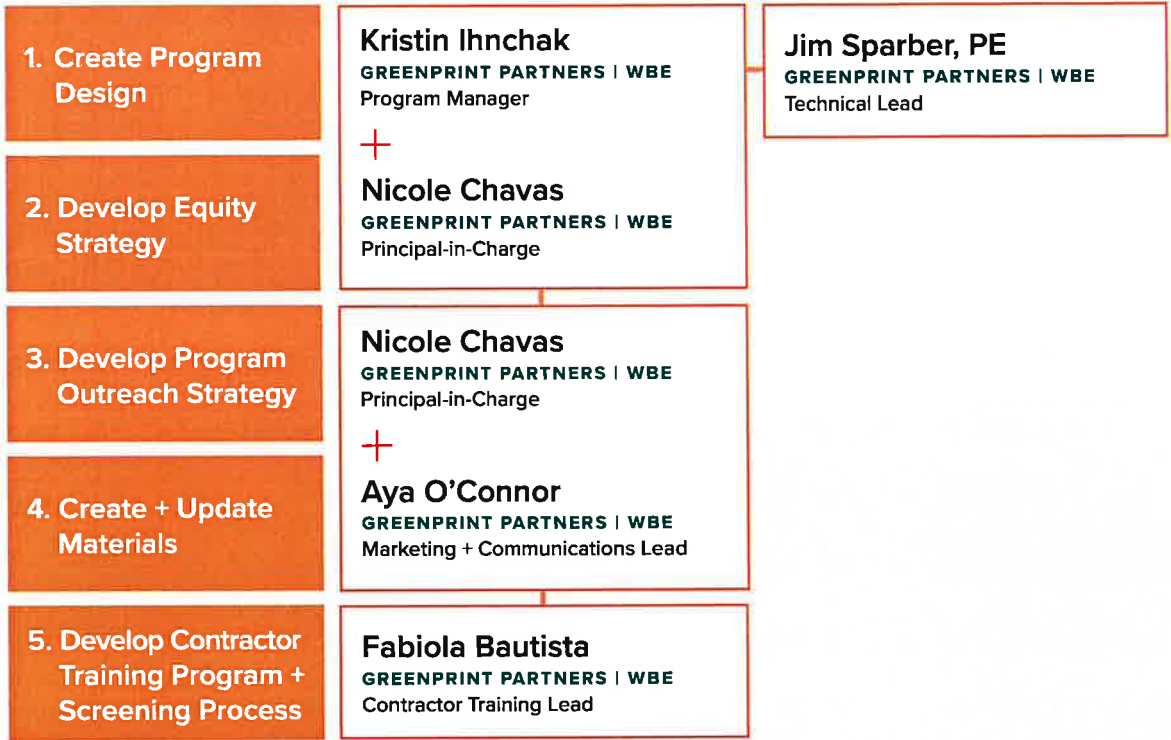 1. Create Program
Design
2. Develop Equity
Strategy
3. Develop Program
Outreach Strategy
4. Create + Update
Materials
5. Develop Contractor
Training Program +
Screening Process
Kristin Ihnchak
GREENPRINT PARTNERS | WBE
Program Manager
+
Nicole Chavas
GREENPRINT PARTNERS | WBE
Principal-in-Charge
Jim Sparber, PE
GREENPRINT PARTNERS | WBE
Technical Lead
Nicole Chavas
GREENPRINT PARTNERS | WBE
Principal-in-Charge
+
Aya O'Connor
GREENPRINT PARTNERS | WBE
Marketing + Communications Lead
Fabiola Bautista
GREENPRINT PARTNERS | WBE
Contractor Training Lead